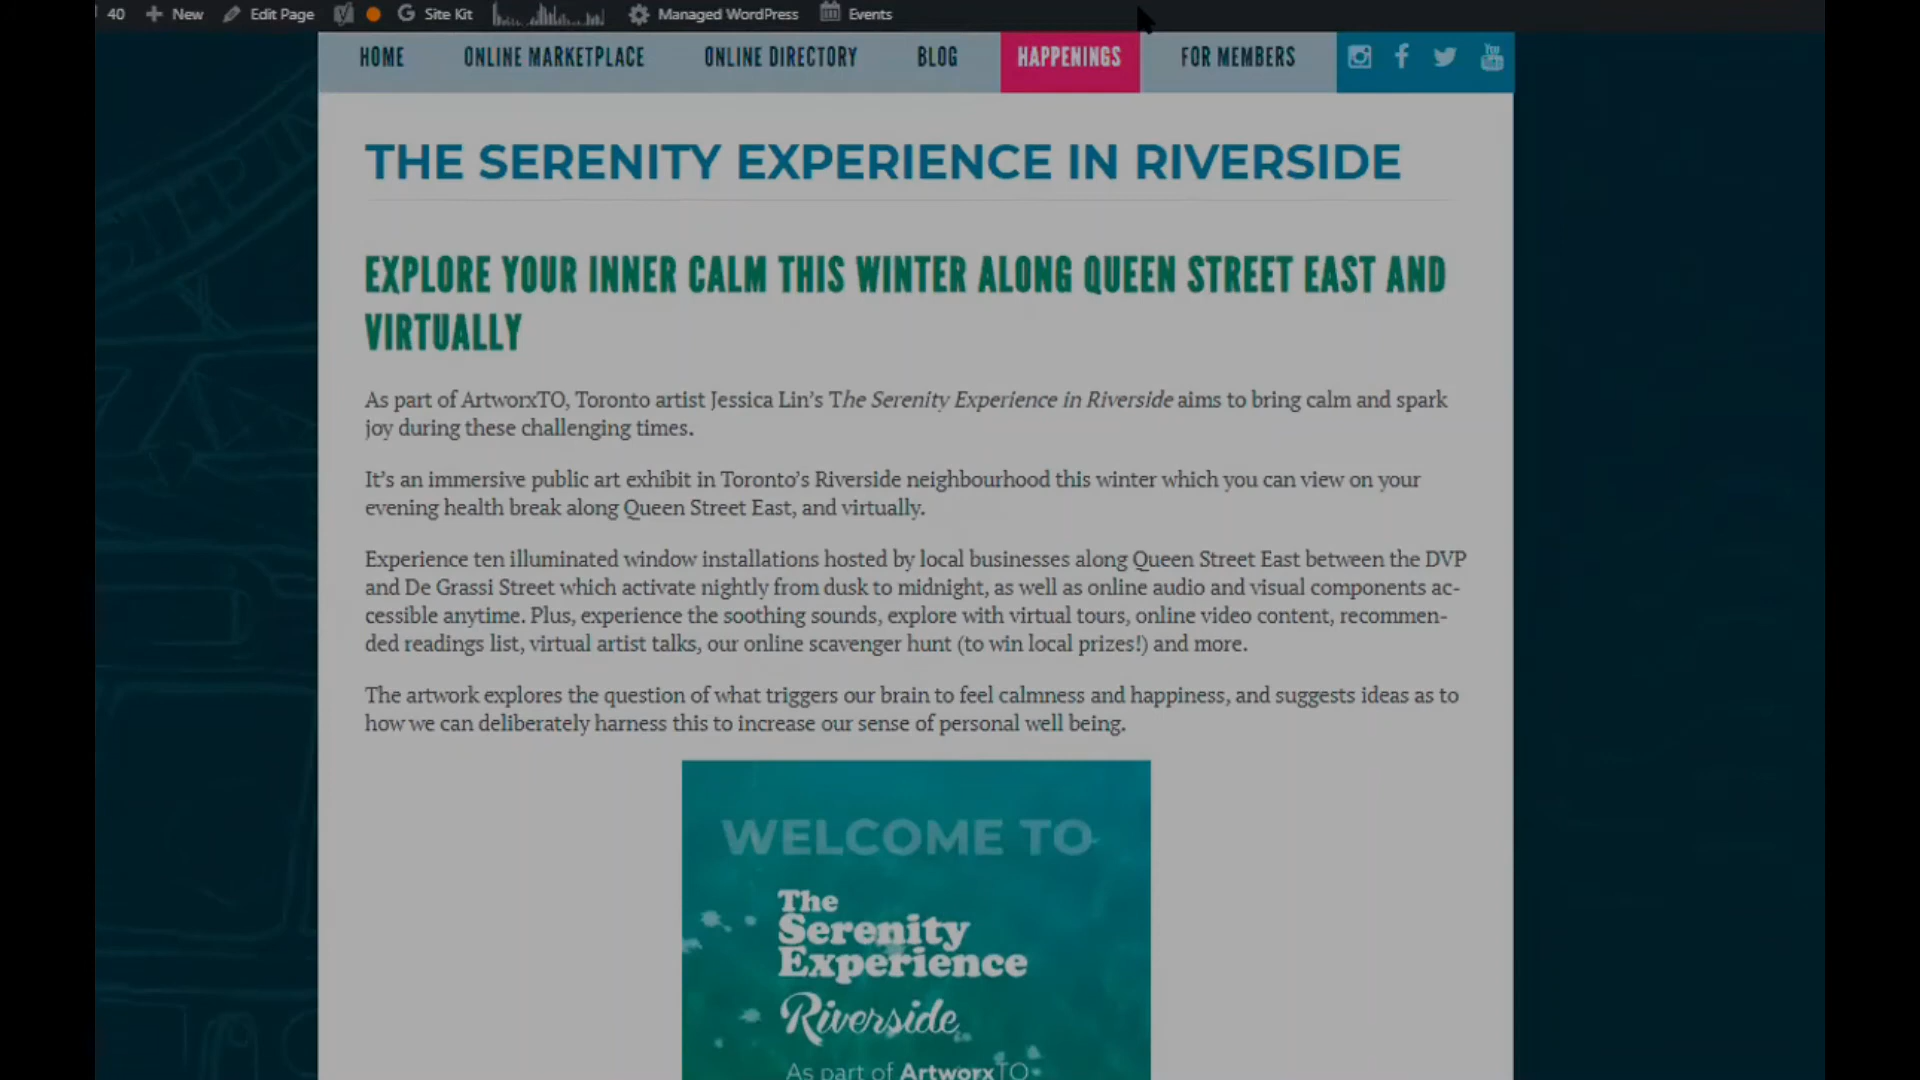 40 New Edit Page Site Kit Managed WordPress Events
HOME ONLINE MARKETPLACE ONLINE DIRECTORY BLOG HAPPENINGS FOR MEMBERS You Tube
THE SERENITY EXPERIENCE IN RIVERSIDE
EXPLORE YOUR INNER CALM THIS WINTER ALONG QUEEN STREET EAST AND
VIRTUALLY
As part of ArtworxTO, Toronto artist Jessica Lin’s The Serenity Experience in Riverside aims to bring calm and spark
joy during these challenging times.
It’s an immersive public art exhibit in Toronto’s Riverside neighbourhood this winter which you can view on your
evening health break along Queen Street East, and virtually.
Experience ten illuminated window installations hosted by local businesses along Queen Street East between the DVP
and De Grassi Street which activate nightly from dusk to midnight, as well as online audio and visual components ac-
cessible anytime. Plus, experience the soothing sounds, explore with virtual tours, online video content, recommen-
ded readings list, virtual artist talks, our online scavenger hunt (to win local prizes!) and more.
The artwork explores the question of what triggers our brain to feel calmness and happiness, and suggests ideas as to
how we can deliberately harness this to increase our sense of personal well being.
WELCOME TO
The
Serenity
Experience
Riverside
As part of ArtworxTO
STEP IN